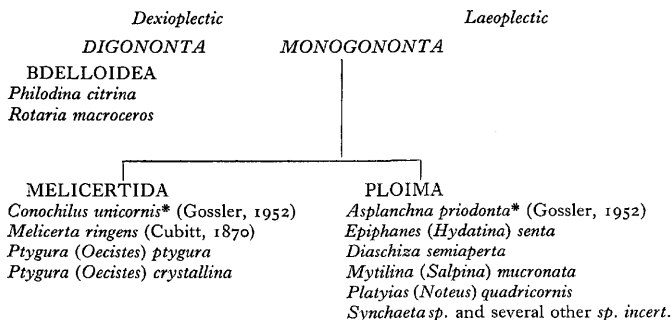 Dexioplectic Laeoplectic
DIGONONTA MONOGONONTA
BDELLOIDEA
Philodina citrina
Rotaria macroceros
MELICERTIDA
Conochilus unicornis* (Gossler, 1952)
Melicerta ringens (Cubitt, 1870)
Ptygura (Oecistes) ptygura
Ptygura (Oecistes) crystallina
PLOIMA
Asplanchna priodonta* (Gossler, 1952)
Epiphanes (Hydatina) senta
Diaschiza semiaperta
Mytilina (Salpina) mucronata
Platyias (Noteus) quadricornis
Synchaeta sp. and several other sp. incert.